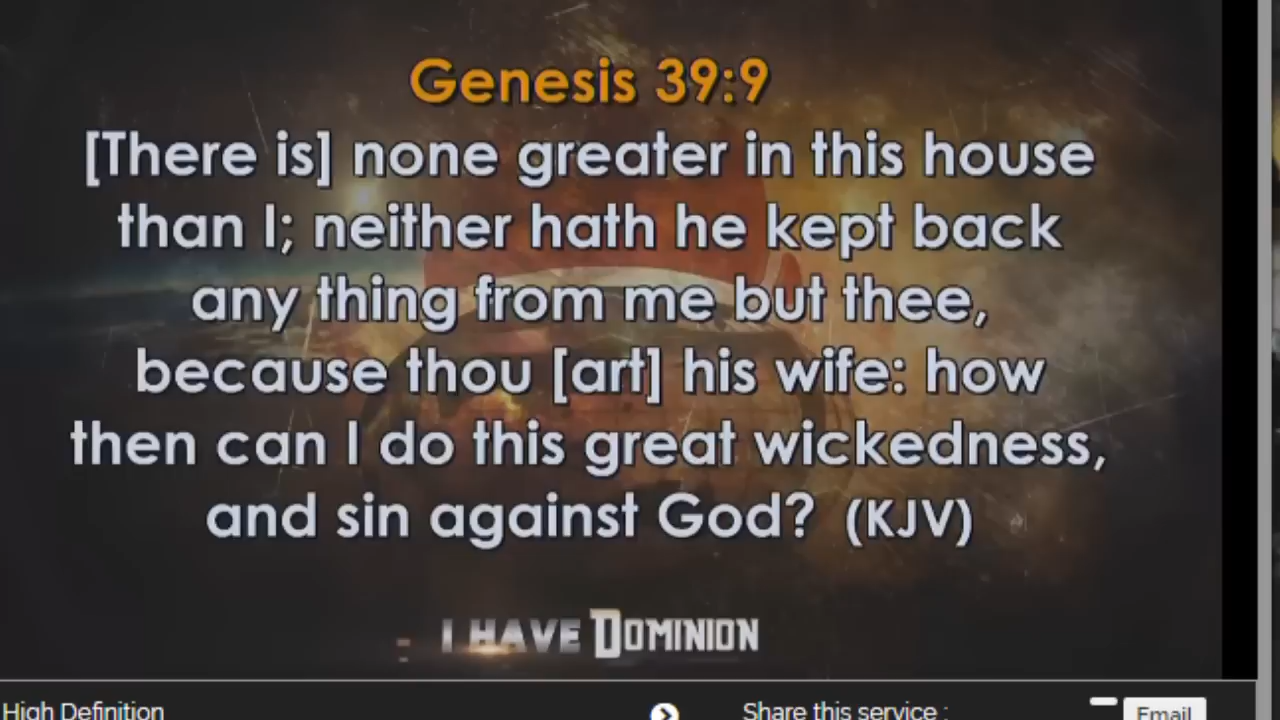 Genesis 39:9
[There is] none greater in this house
than I; neither hath he kept back
any thing from me but thee,
because thou [art] his wife: how
then can I do this great wickedness,
and sin against God? (KJV)
I HAVE DOMINION
High Definition
Share this service :
Email